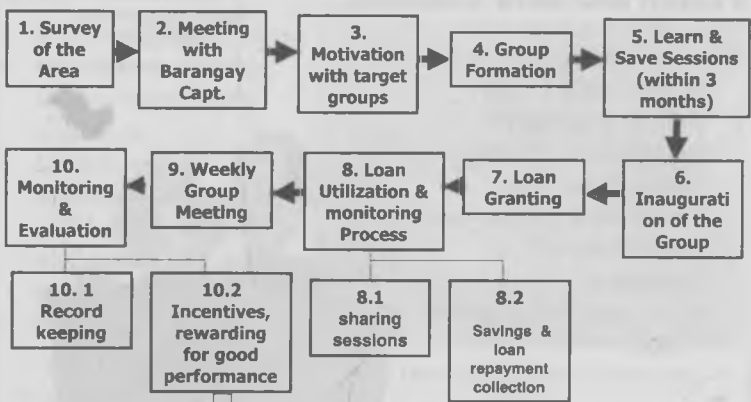 1. Survey
of the
Area
2. Meeting
with
Barangay
Capt.
3.
Motivation
with target
groups
4. Group
Formation
5. Learn &
Save Sessions
(within 3
months)
6.
Inaugurati
on of the
Group
7. Loan
Granting
8. Loan
Utilization &
monitoring
Process
9. Weekly
Group
Meeting
10.
Monitoring
&
Evaluation
10. 1
Record
keeping
10.2
Incentives,
rewarding
for good
performance
8.1
sharing
sessions
8.2
Savings &
loan
repayment
collection